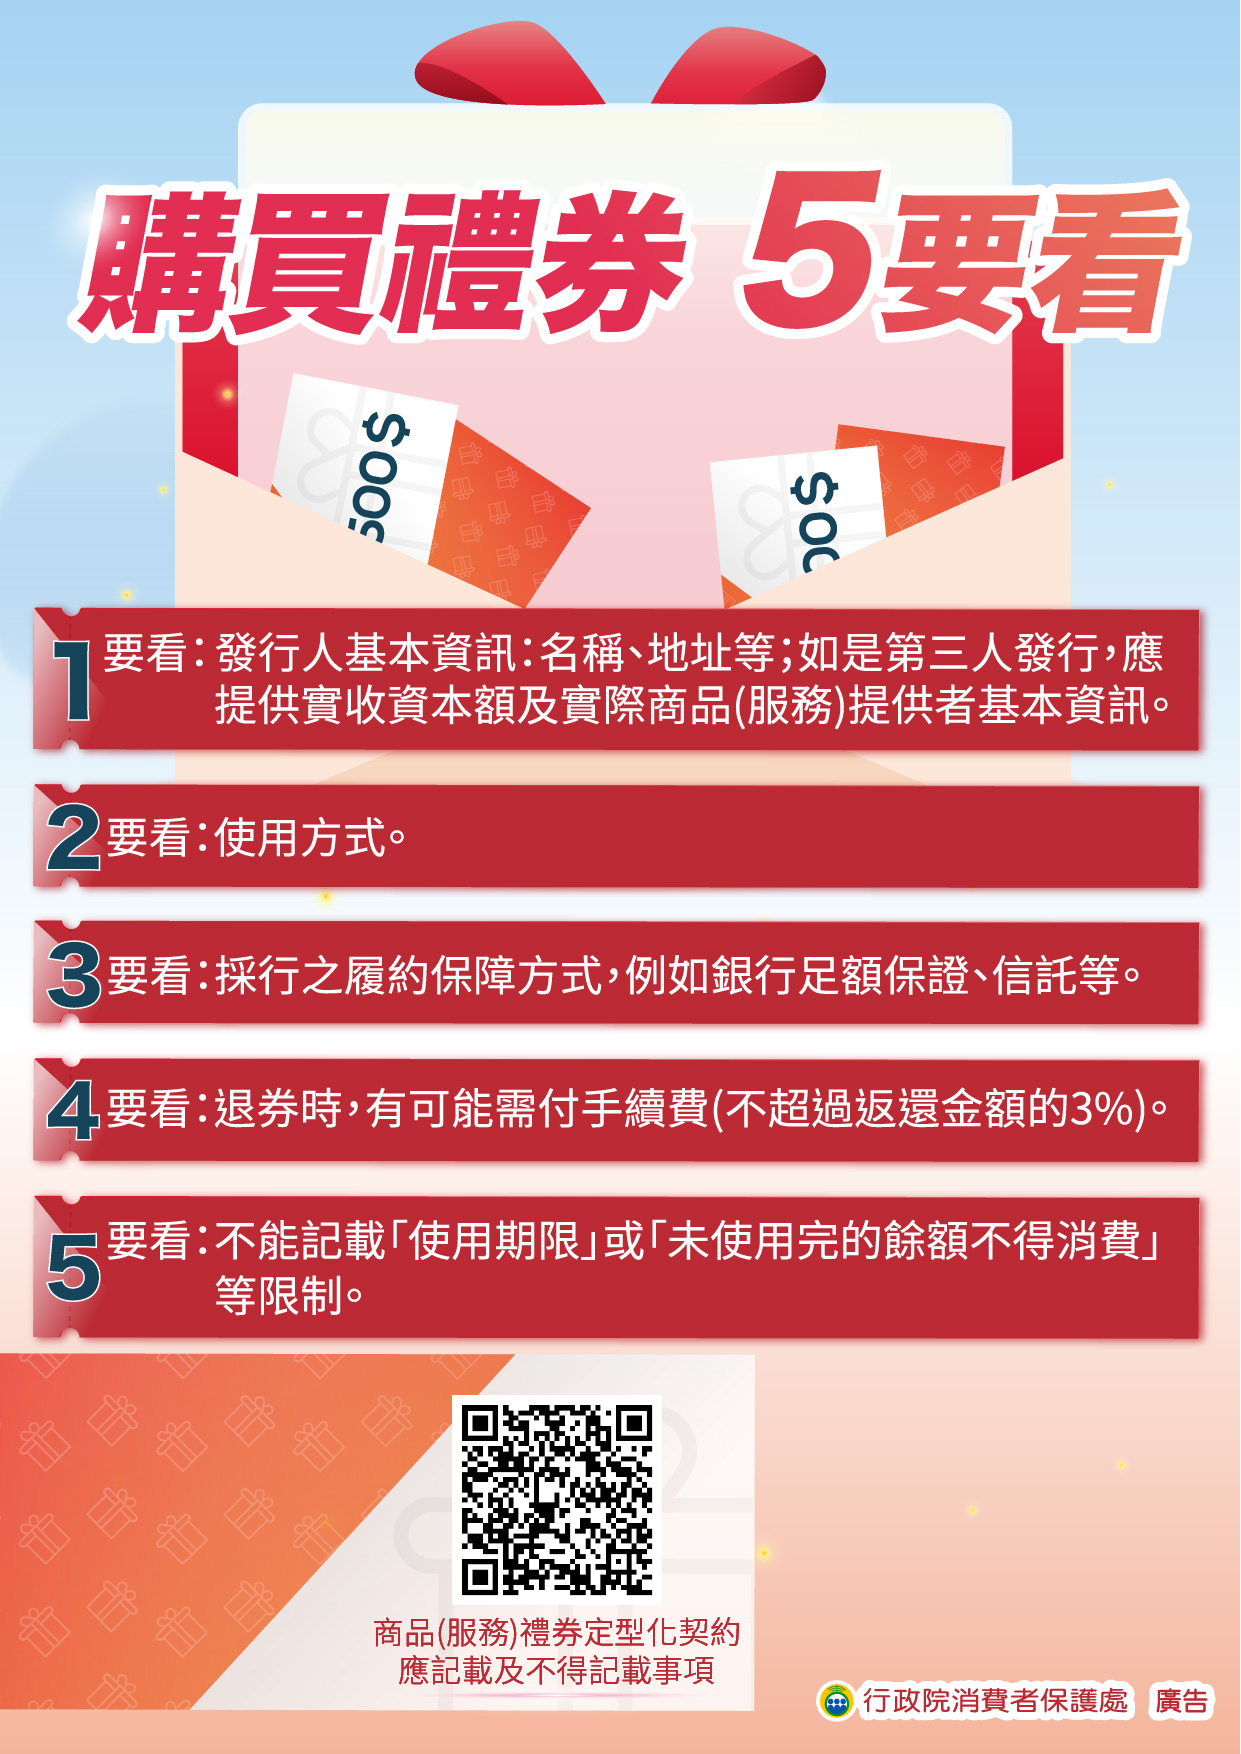 購買禮券 5要看
$500
$00
1要看：發行人基本資訊：名稱、地址等；如是第三人發行，應
提供實收資本額及實際商品(服務)提供者基本資訊。
2要看：使用方式。
3要看：採行之履約保障方式，例如銀行足額保證、信託等。
4要看：退券時，有可能需付手續費(不超過返還金額的3%)。
5要看：不能記載「使用期限」或「未使用完的餘額不得消費」
等限制。
商品(服務)禮券定型化契約
應記載及不得記載事項
行政院消費者保護處 廣告